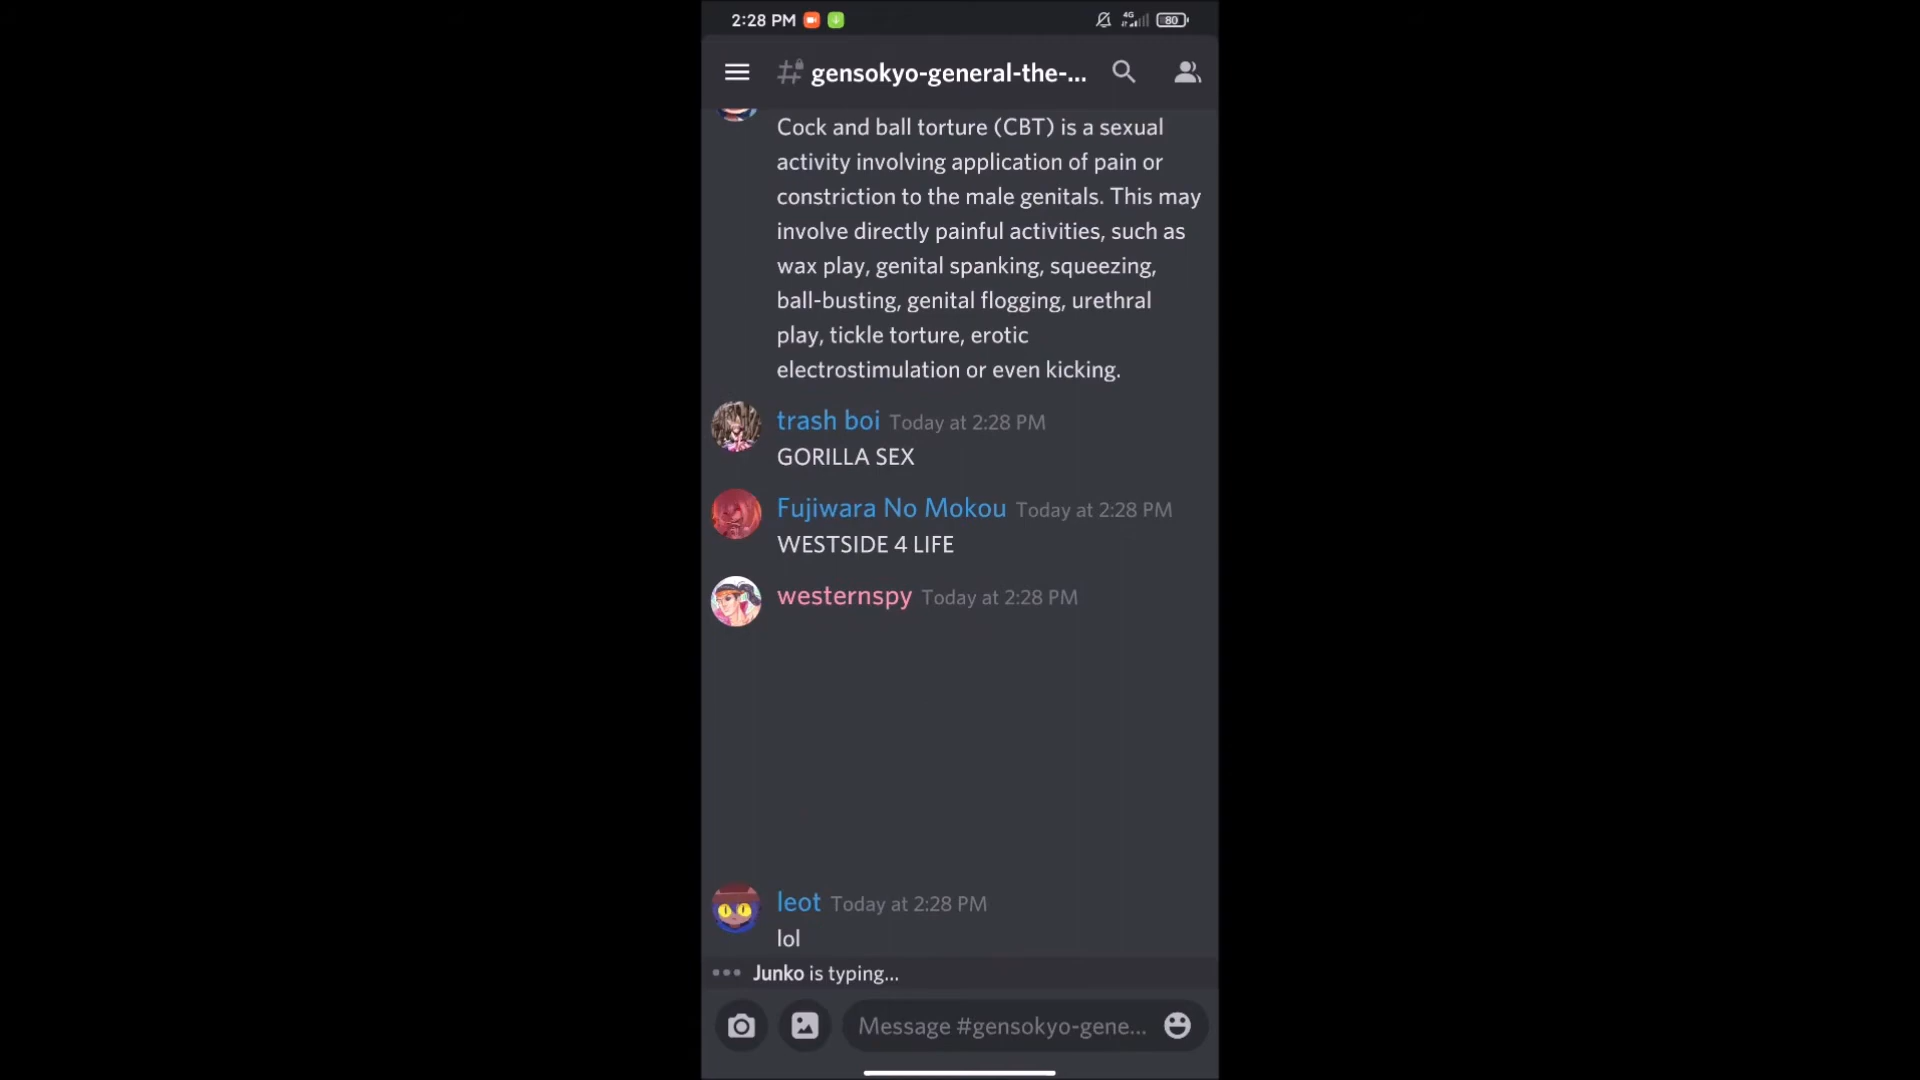 2:28 PM
4G
80
gensokyo-general-the-...
Cock and ball torture (CBT) is a sexual
activity involving application of pain or
constriction to the male genitals. This may
involve directly painful activities, such as
wax play, genital spanking, squeezing,
ball-busting, genital flogging, urethral
play, tickle torture, erotic
electrostimulation or even kicking.
trash boi Today at 2:28 PM
GORILLA SEX
Fujiwara No Mokou Today at 2:28 PM
WESTSIDE 4 LIFE
westernspy Today at 2:28 PM
leot Today at 2:28 PM
lol
Junko is typing...
Message #gensokyo-gene...